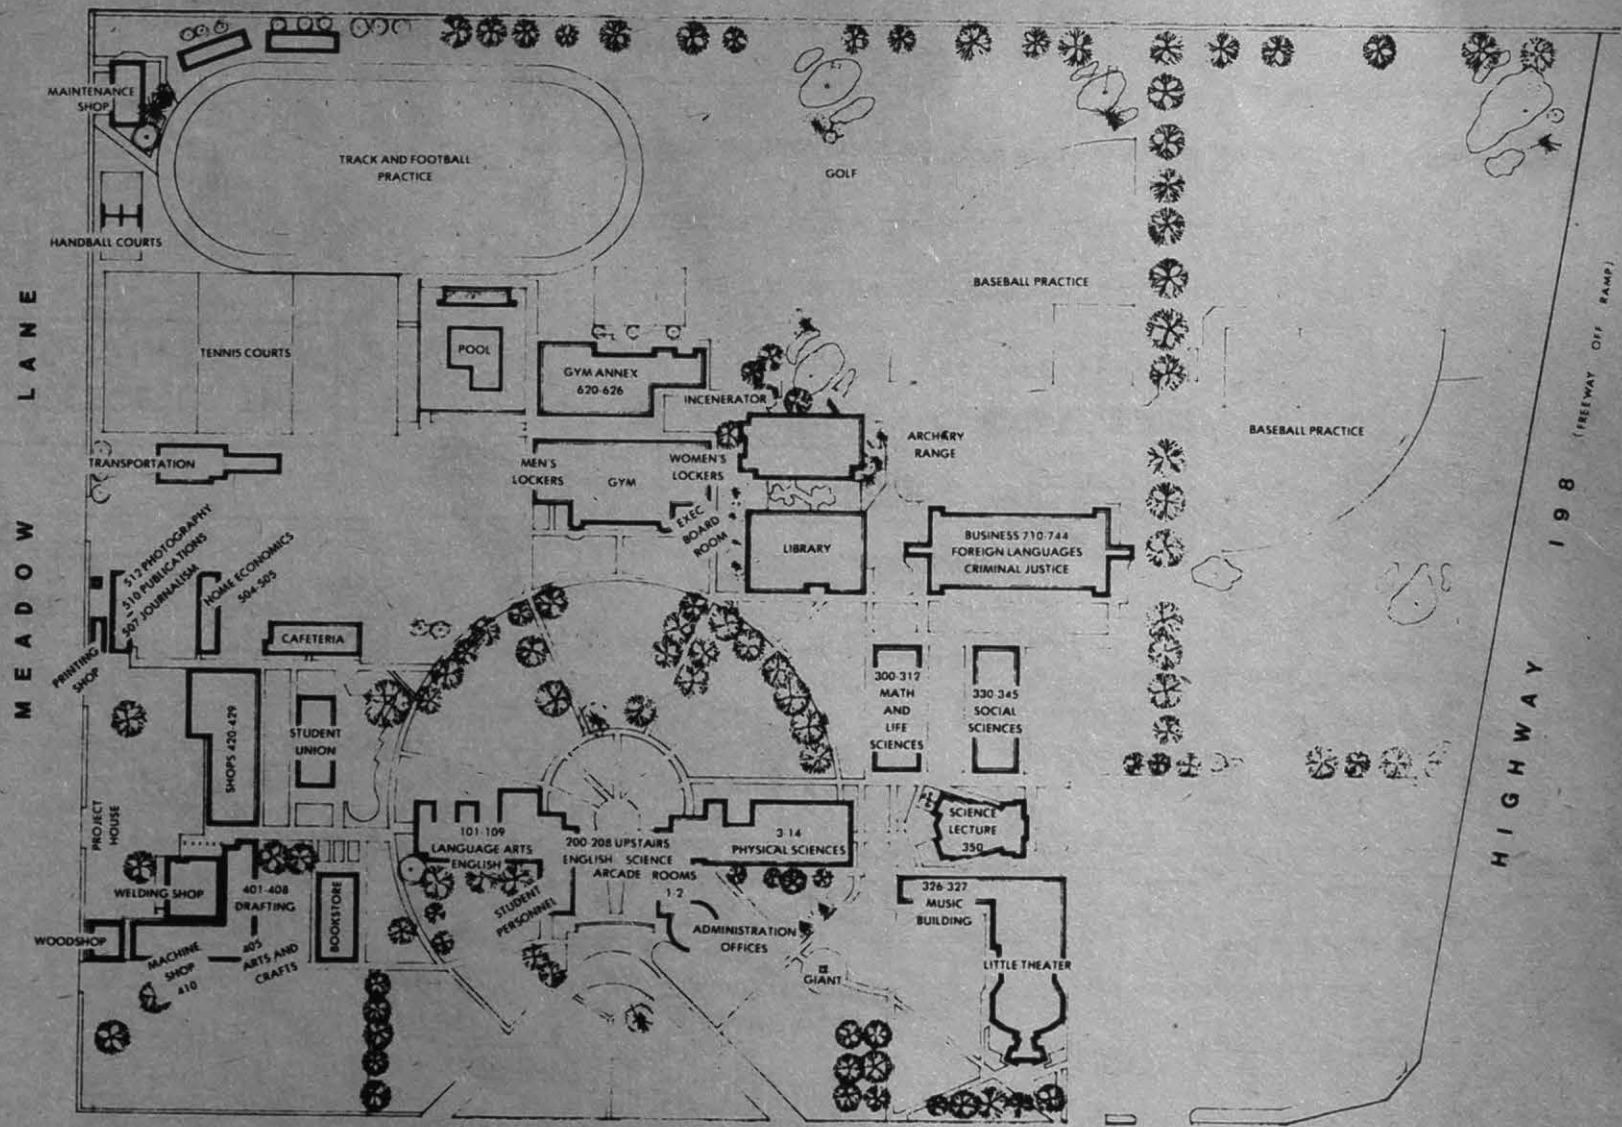 MAINTENANCE
SHOP
TRACK AND FOOTBALL
PRACTICE
GOLF
HANDBALL COURTS
BASEBALL PRACTICE
(FREEWAY OFF RAMP)
MEADOW LANE
TENNIS COURTS
POOL
GYM ANNEX
620-626
INCENERATOR
TRANSPORTATION
MEN'S
LOCKERS
GYM
WOMEN'S
LOCKERS
ARCHERY
RANGE
BASEBALL PRACTICE
EXEC
BOARD
ROOM
LIBRARY
BUSINESS 710-744
FOREIGN LANGUAGES
CRIMINAL JUSTICE
512 PHOTOGRAPHY
510 PUBLICATIONS
507 JOURNALISM
HOME ECONOMICS
504-505
PRINTING
SHOP
CAFETERIA
SHOPS 420-429
STUDENT
UNION
300-312
MATH
AND
LIFE
SCIENCES
330-345
SOCIAL
SCIENCES
HIGHWAY 198
PROJECT
HOUSE
101-109
LANGUAGE ARTS
ENGLISH
200-208 UPSTAIRS
ENGLISH SCIENCE
ARCADE ROOMS
1-2
3-14
PHYSICAL SCIENCES
SCIENCE
LECTURE
350
WELDING SHOP
401-408
DRAFTING
BOOKSTORE
STUDENT
PERSONNEL
ADMINISTRATION
OFFICES
326-327
MUSIC
BUILDING
WOODSHOP
MACHINE
SHOP
410
405
ARTS AND
CRAFTS
GIANT
LITTLE THEATER